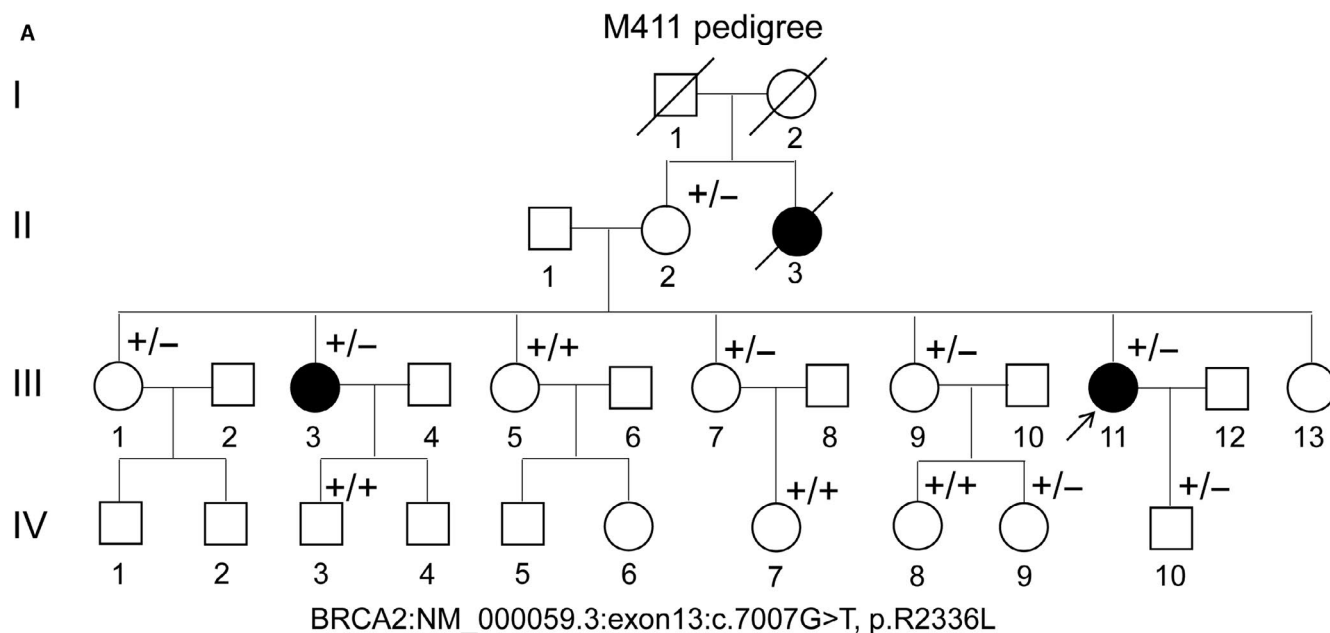 A
M411 pedigree
I
1 2
+/–
II
1 2 3
+/– +/– +/+ +/– +/– +/–
III
1 2 3 4 5 6 7 8 9 10 11 12 13
+/+ +/+ +/+ +/– +/–
IV
1 2 3 4 5 6 7 8 9 10
BRCA2:NM_000059.3:exon13:c.7007G>T, p.R2336L